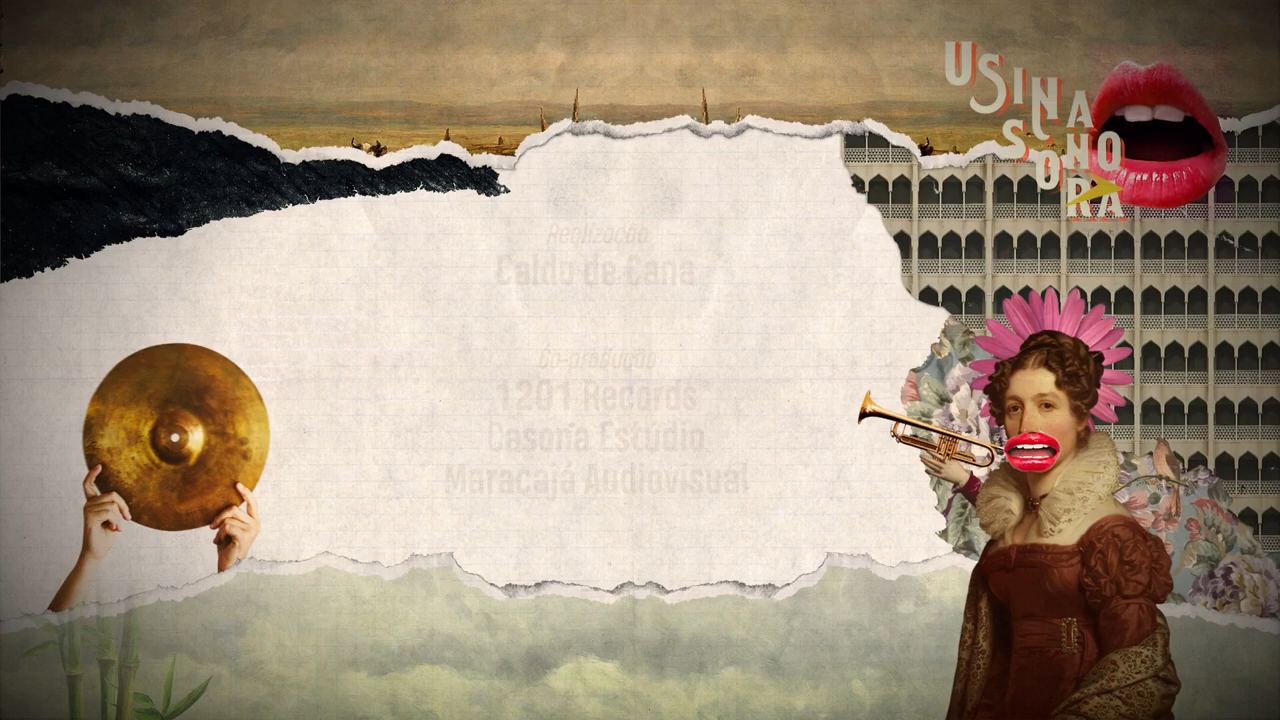 USINA
SONORA
Realização
Caldo de Cana
Co-produção
1201 Records
Casona Estúdio
Maracajá Audiovisual